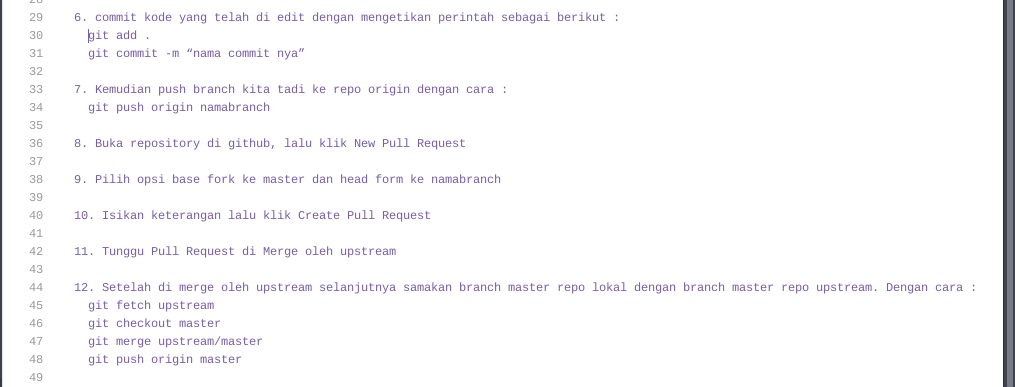 28
29 6. commit kode yang telah di edit dengan mengetikan perintah sebagai berikut :
30 git add .
31 git commit -m “nama commit nya”
32
33 7. Kemudian push branch kita tadi ke repo origin dengan cara :
34 git push origin namabranch
35
36 8. Buka repository di github, lalu klik New Pull Request
37
38 9. Pilih opsi base fork ke master dan head form ke namabranch
39
40 10. Isikan keterangan lalu klik Create Pull Request
41
42 11. Tunggu Pull Request di Merge oleh upstream
43
44 12. Setelah di merge oleh upstream selanjutnya samakan branch master repo lokal dengan branch master repo upstream. Dengan cara :
45 git fetch upstream
46 git checkout master
47 git merge upstream/master
48 git push origin master
49